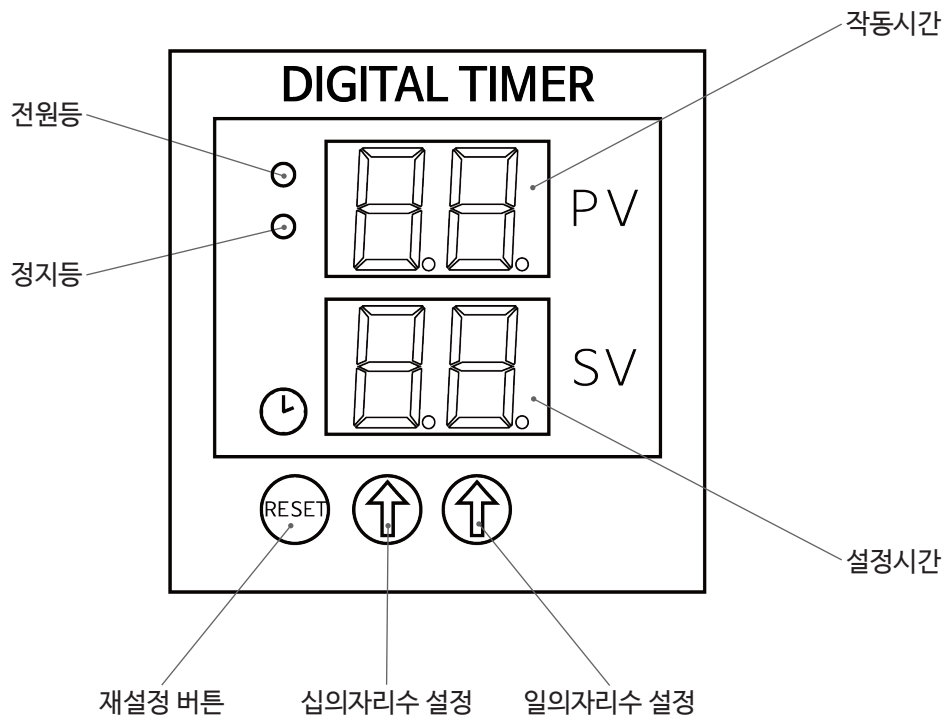 작동시간
DIGITAL TIMER
전원등
PV
정지등
SV
RESET
설정시간
재설정 버튼
십의자리수 설정
일의자리수 설정